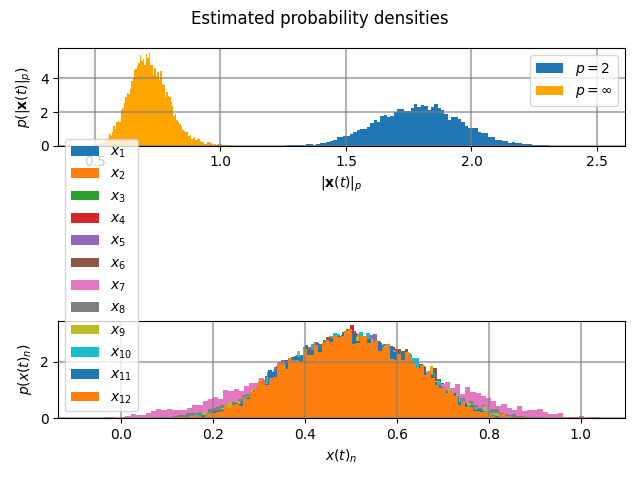 Estimated probability densities
p(|x(t)|ₚ)
4
2
0
p = 2
p = ∞
0.5 1.0 1.5 2.0 2.5
|x(t)|ₚ
x₁
x₂
x₃
x₄
x₅
x₆
x₇
x₈
x₉
x₁₀
x₁₁
x₁₂
p(x(t)ₙ)
2
0
0.0 0.2 0.4 0.6 0.8 1.0
x(t)ₙ